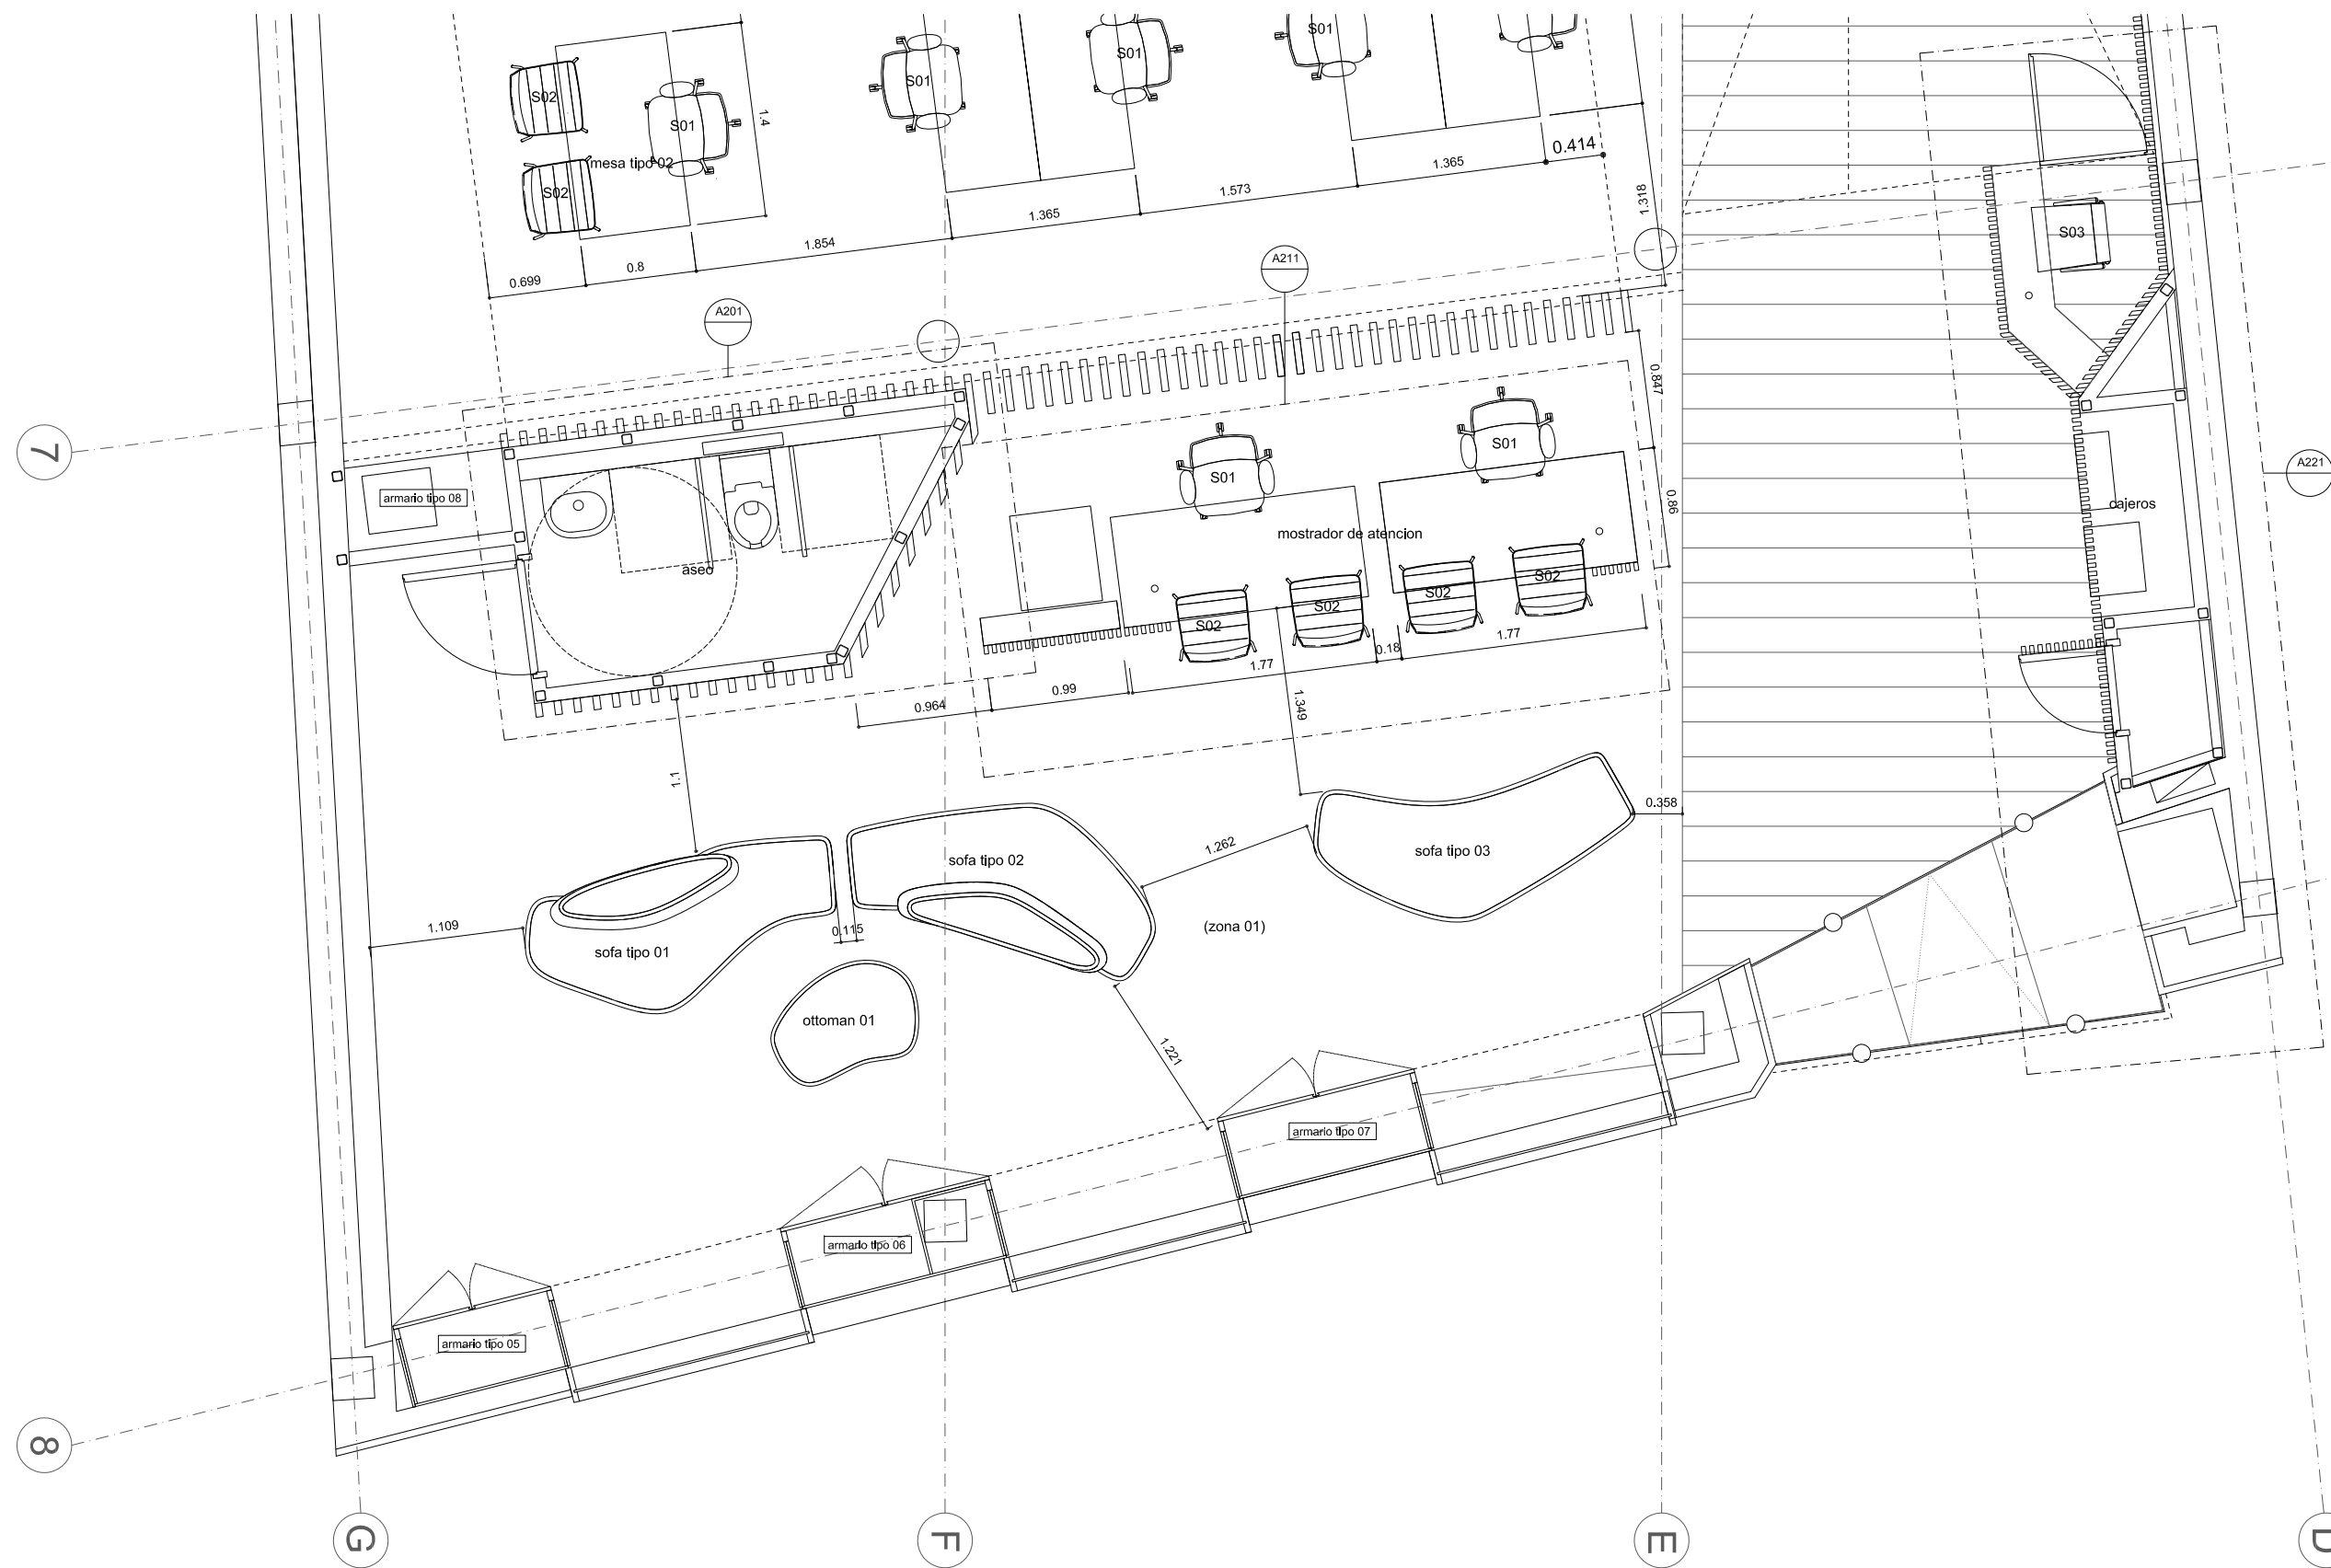 S01
S01
S01
S02
S01
1.4
mesa tipo 02
S02
0.414
1.365
1.573
1.365
1.318
1.854
0.8
0.699
S03
A211
A201
0.847
7
armario tipo 08
S01
S01
0.86
A221
cajeros
mostrador de atencion
aseo
S02
S02
S02
S02
1.77
0.18
1.77
0.99
0.964
1.349
1.1
0.358
1.262
sofa tipo 02
sofa tipo 03
1.109
0.115
(zona 01)
sofa tipo 01
ottoman 01
1.221
armario tipo 07
armario tipo 06
armario tipo 05
8
G
F
E
D